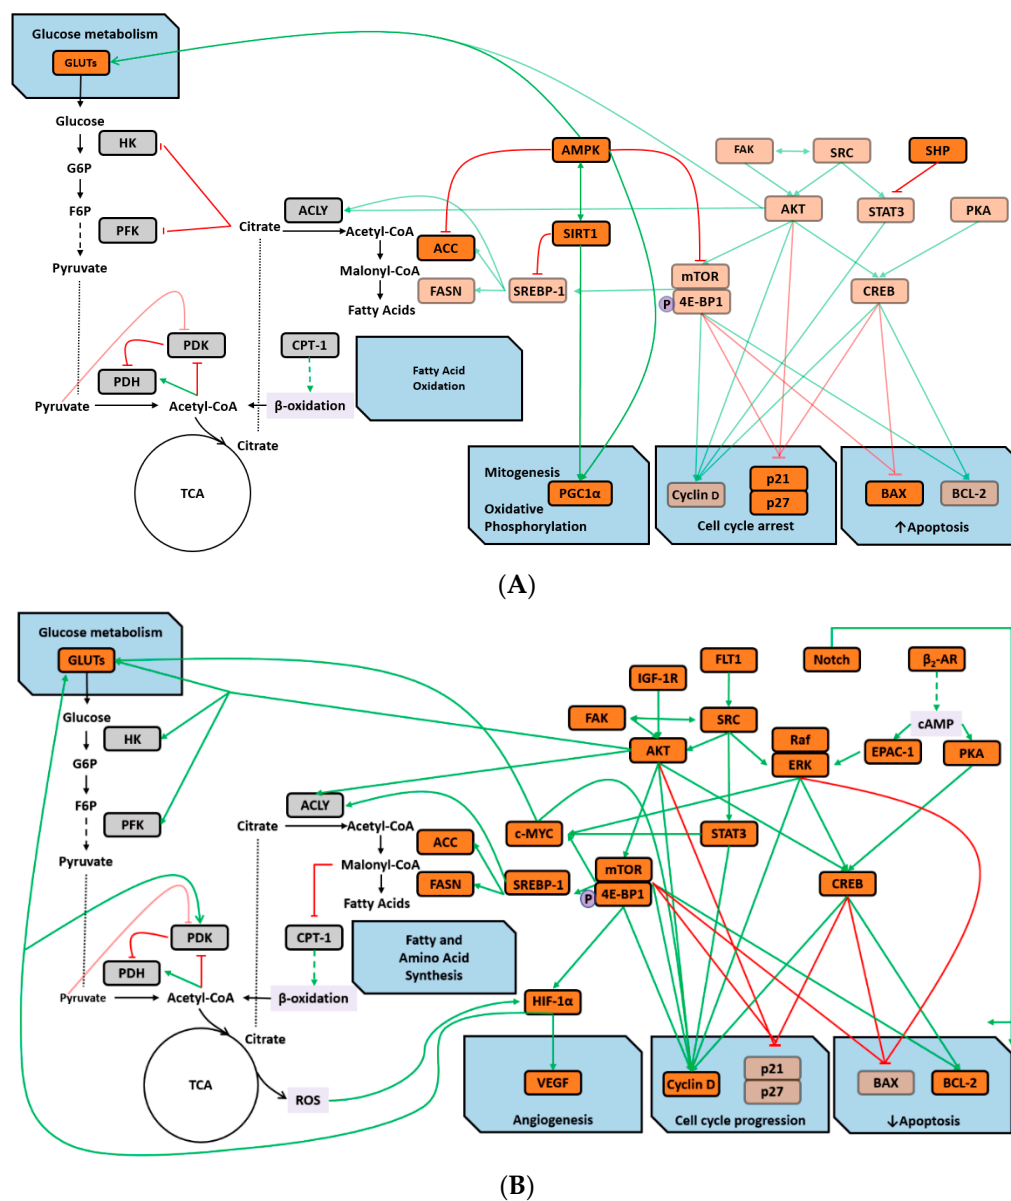 Glucose metabolism
GLUTs
Glucose
HK
G6P
F6P
PFK
Pyruvate
Citrate
ACLY
Acetyl-CoA
ACC
Malonyl-CoA
FASN
SREBP-1
Fatty Acids
AMPK
SIRT1
FAK
SRC
SHP
AKT
STAT3
PKA
mTOR
P
4E-BP1
CREB
PDK
PDH
Pyruvate
Acetyl-CoA
CPT-1
β-oxidation
Citrate
TCA
Fatty Acid
Oxidation
Mitogenesis
PGC1α
Oxidative
Phosphorylation
Cyclin D
p21
p27
Cell cycle arrest
BAX
BCL-2
↑Apoptosis
(A)
Glucose metabolism
GLUTs
Glucose
HK
G6P
F6P
PFK
Pyruvate
Citrate
ACLY
Acetyl-CoA
ACC
Malonyl-CoA
FASN
SREBP-1
Fatty Acids
FLT1
IGF-1R
Notch
β2-AR
FAK
SRC
cAMP
AKT
Raf
ERK
EPAC-1
PKA
c-MYC
STAT3
mTOR
P
4E-BP1
CREB
PDK
PDH
Pyruvate
Acetyl-CoA
CPT-1
β-oxidation
Citrate
TCA
ROS
Fatty and
Amino Acid
Synthesis
HIF-1α
VEGF
Angiogenesis
Cyclin D
p21
p27
Cell cycle progression
BAX
BCL-2
↓Apoptosis
(B)